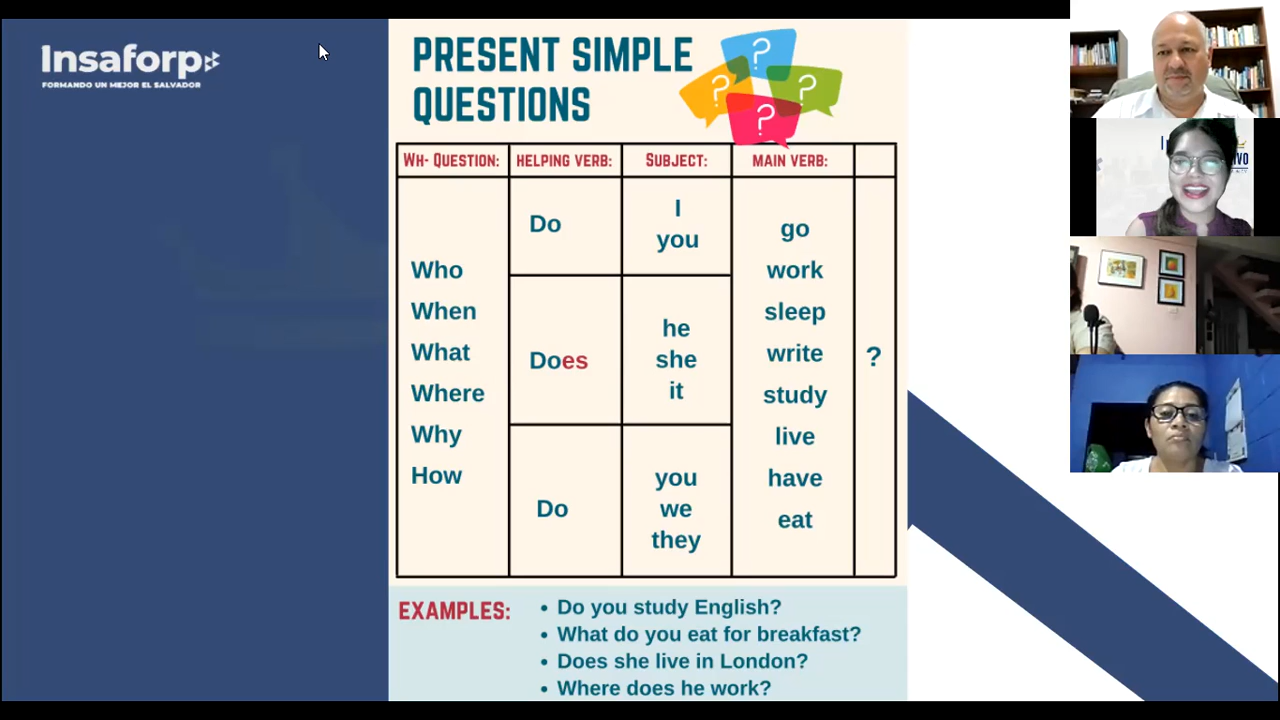 Insaforp
FORMANDO UN MEJOR EL SALVADOR
PRESENT SIMPLE
QUESTIONS
? ? ? ?
WH- QUESTION: HELPING VERB: SUBJECT: MAIN VERB:
Who
When
What
Where
Why
How
Do
Does
Do
I
you
he
she
it
you
we
they
go
work
sleep
write
study
live
have
eat
?
EXAMPLES:
• Do you study English?
• What do you eat for breakfast?
• Does she live in London?
• Where does he work?